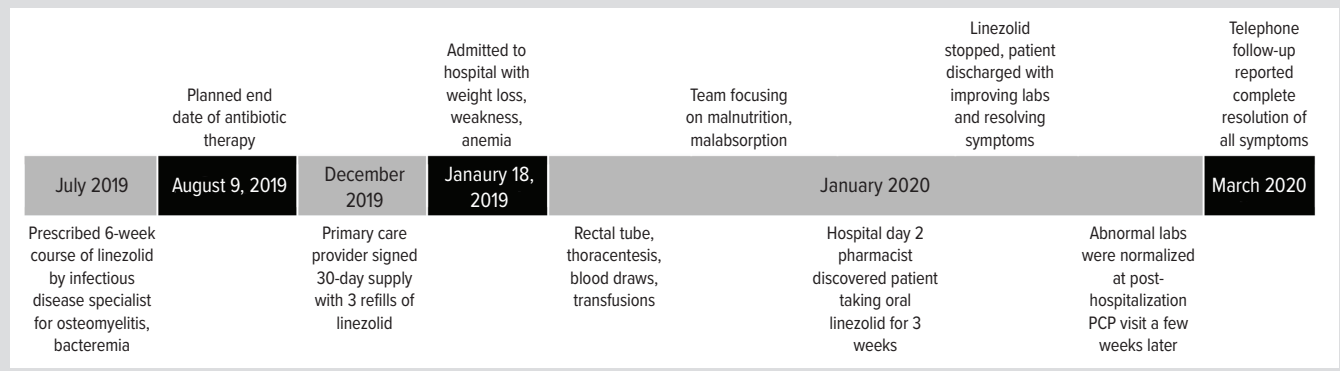 Planned end
date of antibiotic
therapy
Admitted to
hospital with
weight loss,
weakness,
anemia
Team focusing
on malnutrition,
malabsorption
Linezolid
stopped, patient
discharged with
improving labs
and resolving
symptoms
Telephone
follow-up
reported
complete
resolution of
all symptoms
July 2019
August 9, 2019
December
2019
Janaury 18,
2019
January 2020
March 2020
Prescribed 6-week
course of linezolid
by infectious
disease specialist
for osteomyelitis,
bacteremia
Primary care
provider signed
30-day supply
with 3 refills of
linezolid
Rectal tube,
thoracentesis,
blood draws,
transfusions
Hospital day 2
pharmacist
discovered patient
taking oral
linezolid for 3
weeks
Abnormal labs
were normalized
at post-
hospitalization
PCP visit a few
weeks later